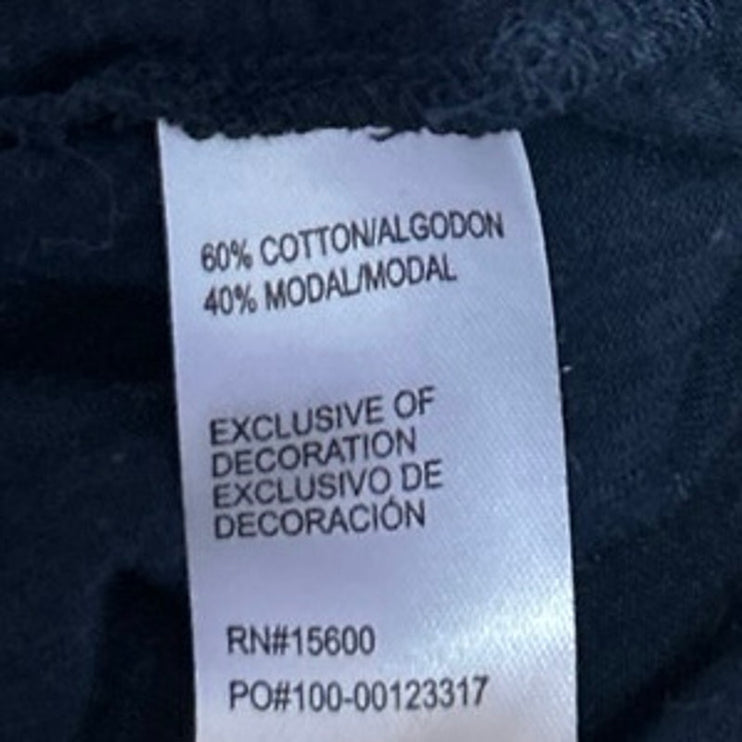 60% COTTON/ALGODON
40% MODAL/MODAL
EXCLUSIVE OF
DECORATION
EXCLUSIVO DE
DECORACIÓN
RN#15600
PO#100-00123317